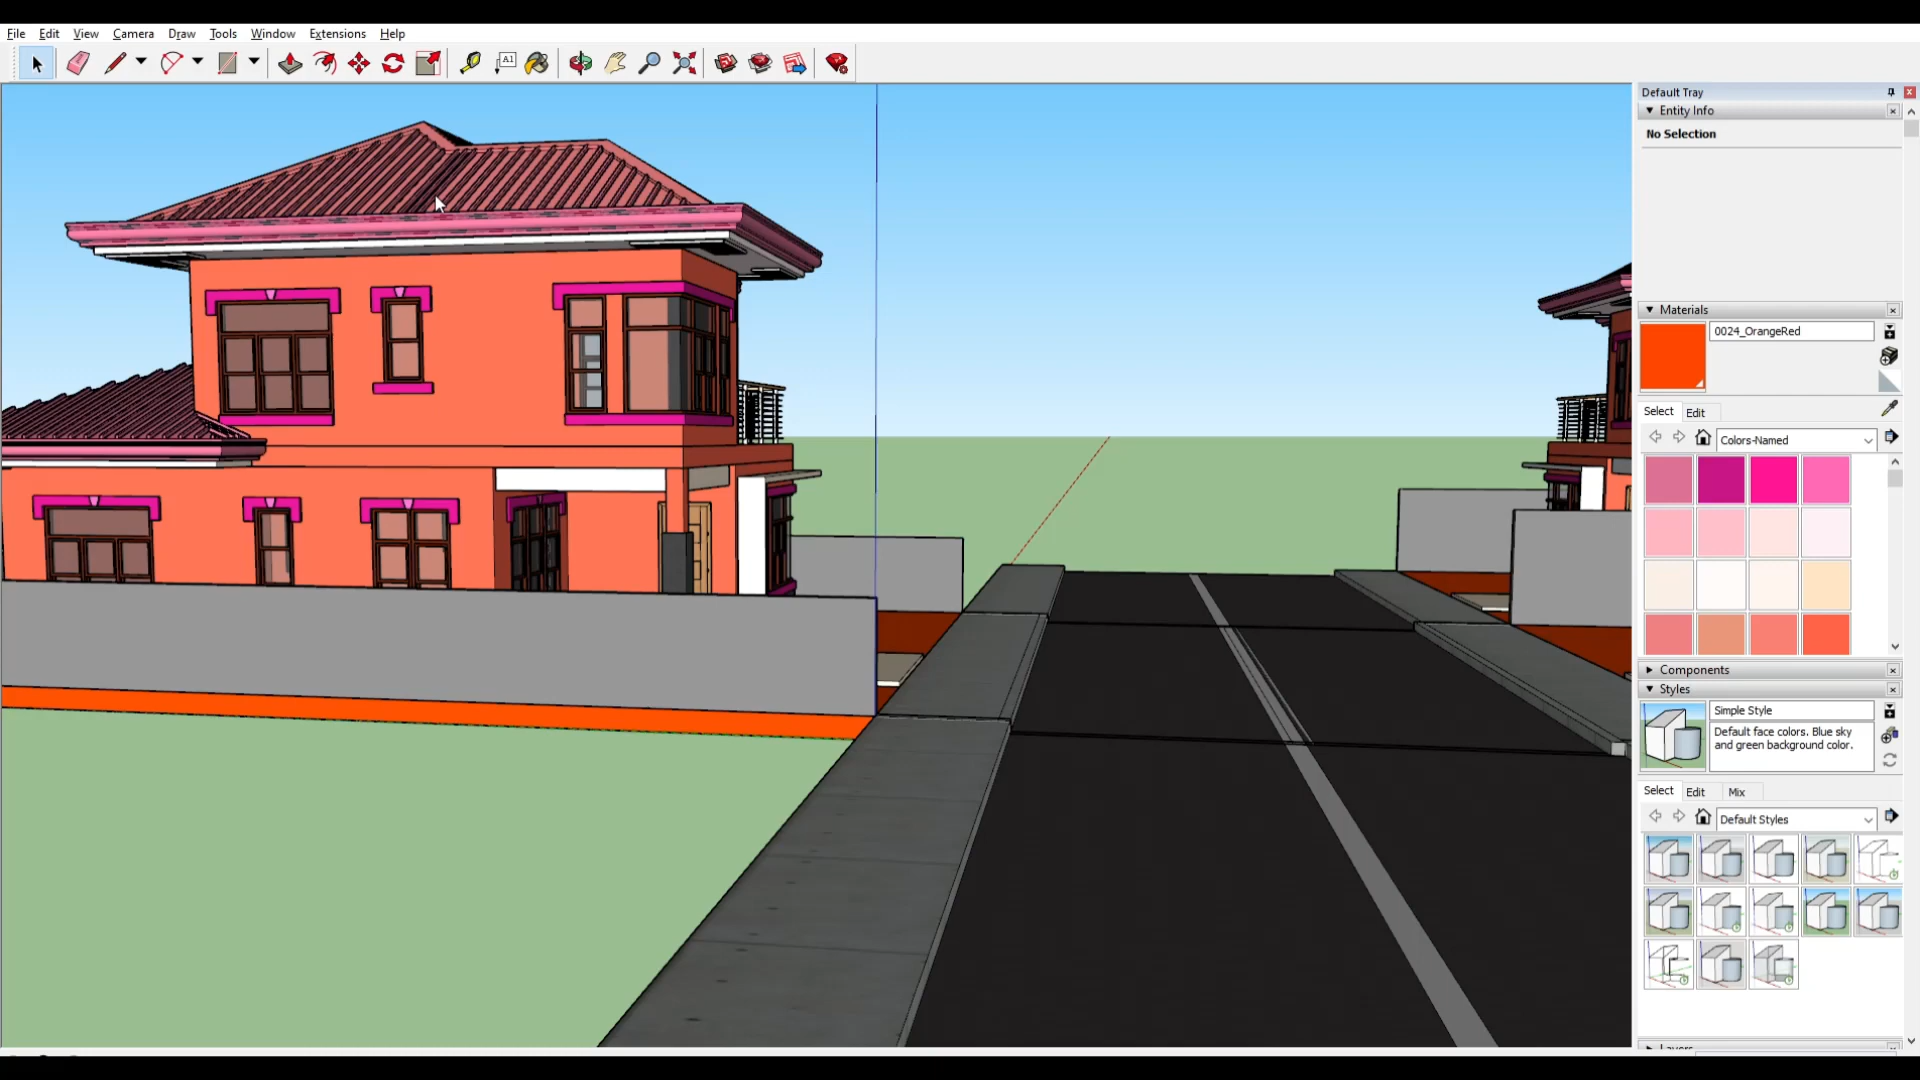 File Edit View Camera Draw Tools Window Extensions Help
A1
Default Tray
Entity Info
No Selection
Materials
0024_OrangeRed
Select Edit
Colors-Named
Components
Styles
Simple Style
Default face colors. Blue sky
and green background color.
Select Edit Mix
Default Styles